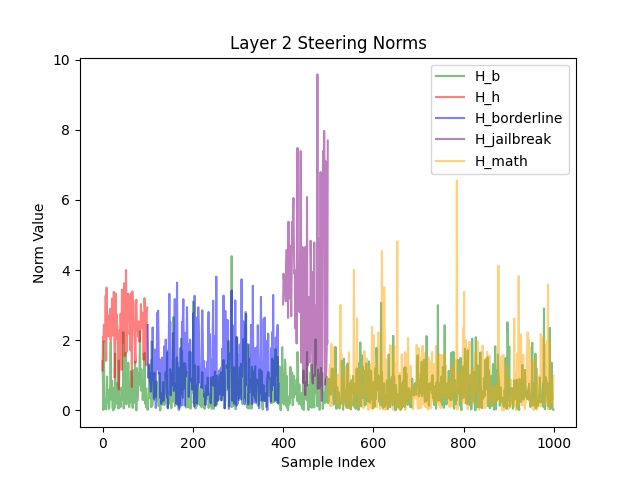 Layer 2 Steering Norms
Norm Value
10
8
6
4
2
0
H_b
H_h
H_borderline
H_jailbreak
H_math
0 200 400 600 800 1000
Sample Index